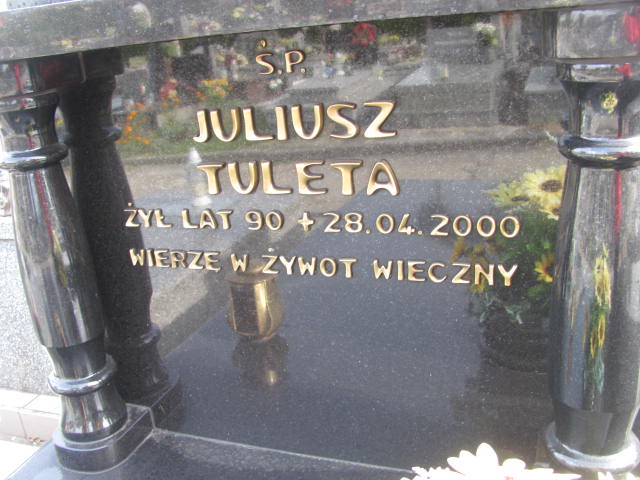 Ś.P.
JULIUSZ
TULETA
ŻYŁ LAT 90 + 28.04.2000
WIERZĘ W ŻYWOT WIECZNY